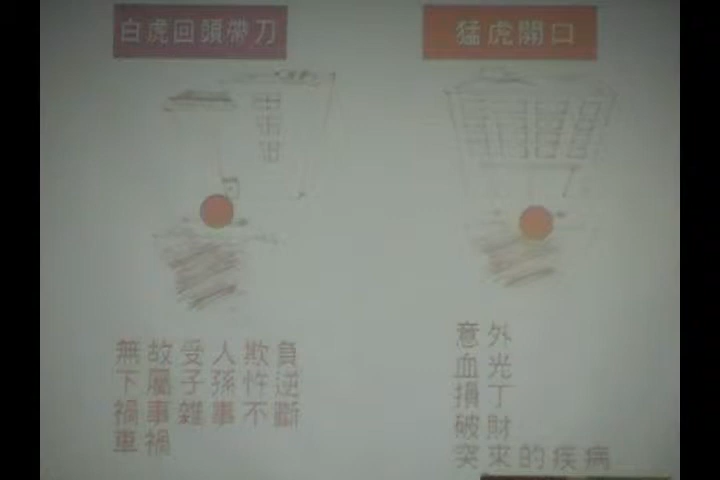 白虎回頭帶刀
無故受人欺負
下屬子孫忤逆
禍事雜事不斷
車禍
猛虎開口
意外
血光
損丁
破財
突來的疾病